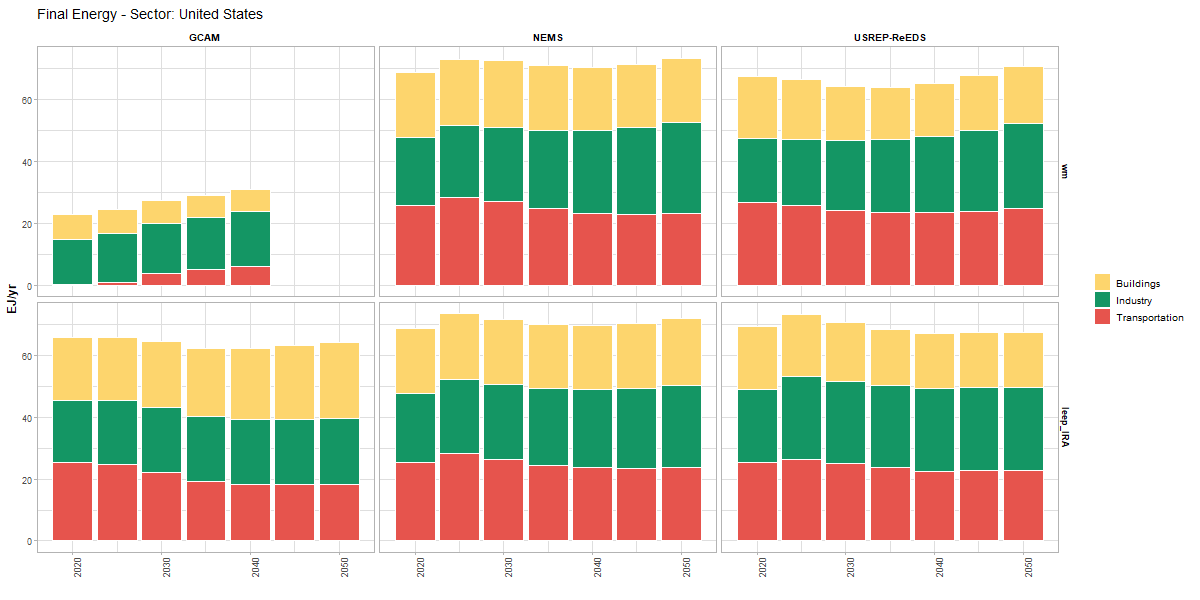 Final Energy - Sector: United States
GCAM NEMS USREP-ReEDS
60
40
20
0
wm
EJ/yr
60
40
20
0
leep_IRA
2020 2030 2040 2050
2020 2030 2040 2050
2020 2030 2040 2050
Buildings
Industry
Transportation